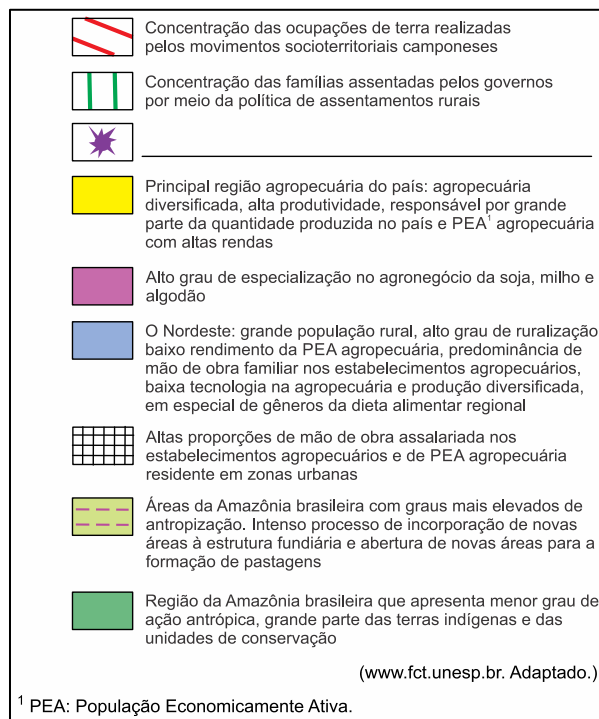 Concentração das ocupações de terra realizadas
pelos movimentos socioterritoriais camponeses
Concentração das famílias assentadas pelos governos
por meio da política de assentamentos rurais
Principal região agropecuária do país: agropecuária
diversificada, alta produtividade, responsável por grande
parte da quantidade produzida no país e PEA¹ agropecuária
com altas rendas
Alto grau de especialização no agronegócio da soja, milho e
algodão
O Nordeste: grande população rural, alto grau de ruralização
baixo rendimento da PEA agropecuária, predominância de
mão de obra familiar nos estabelecimentos agropecuários,
baixa tecnologia na agropecuária e produção diversificada,
em especial de gêneros da dieta alimentar regional
Altas proporções de mão de obra assalariada nos
estabelecimentos agropecuários e de PEA agropecuária
residente em zonas urbanas
Áreas da Amazônia brasileira com graus mais elevados de
antropização. Intenso processo de incorporação de novas
áreas à estrutura fundiária e abertura de novas áreas para a
formação de pastagens
Região da Amazônia brasileira que apresenta menor grau de
ação antrópica, grande parte das terras indígenas e das
unidades de conservação
(www.fct.unesp.br. Adaptado.)
¹ PEA: População Economicamente Ativa.